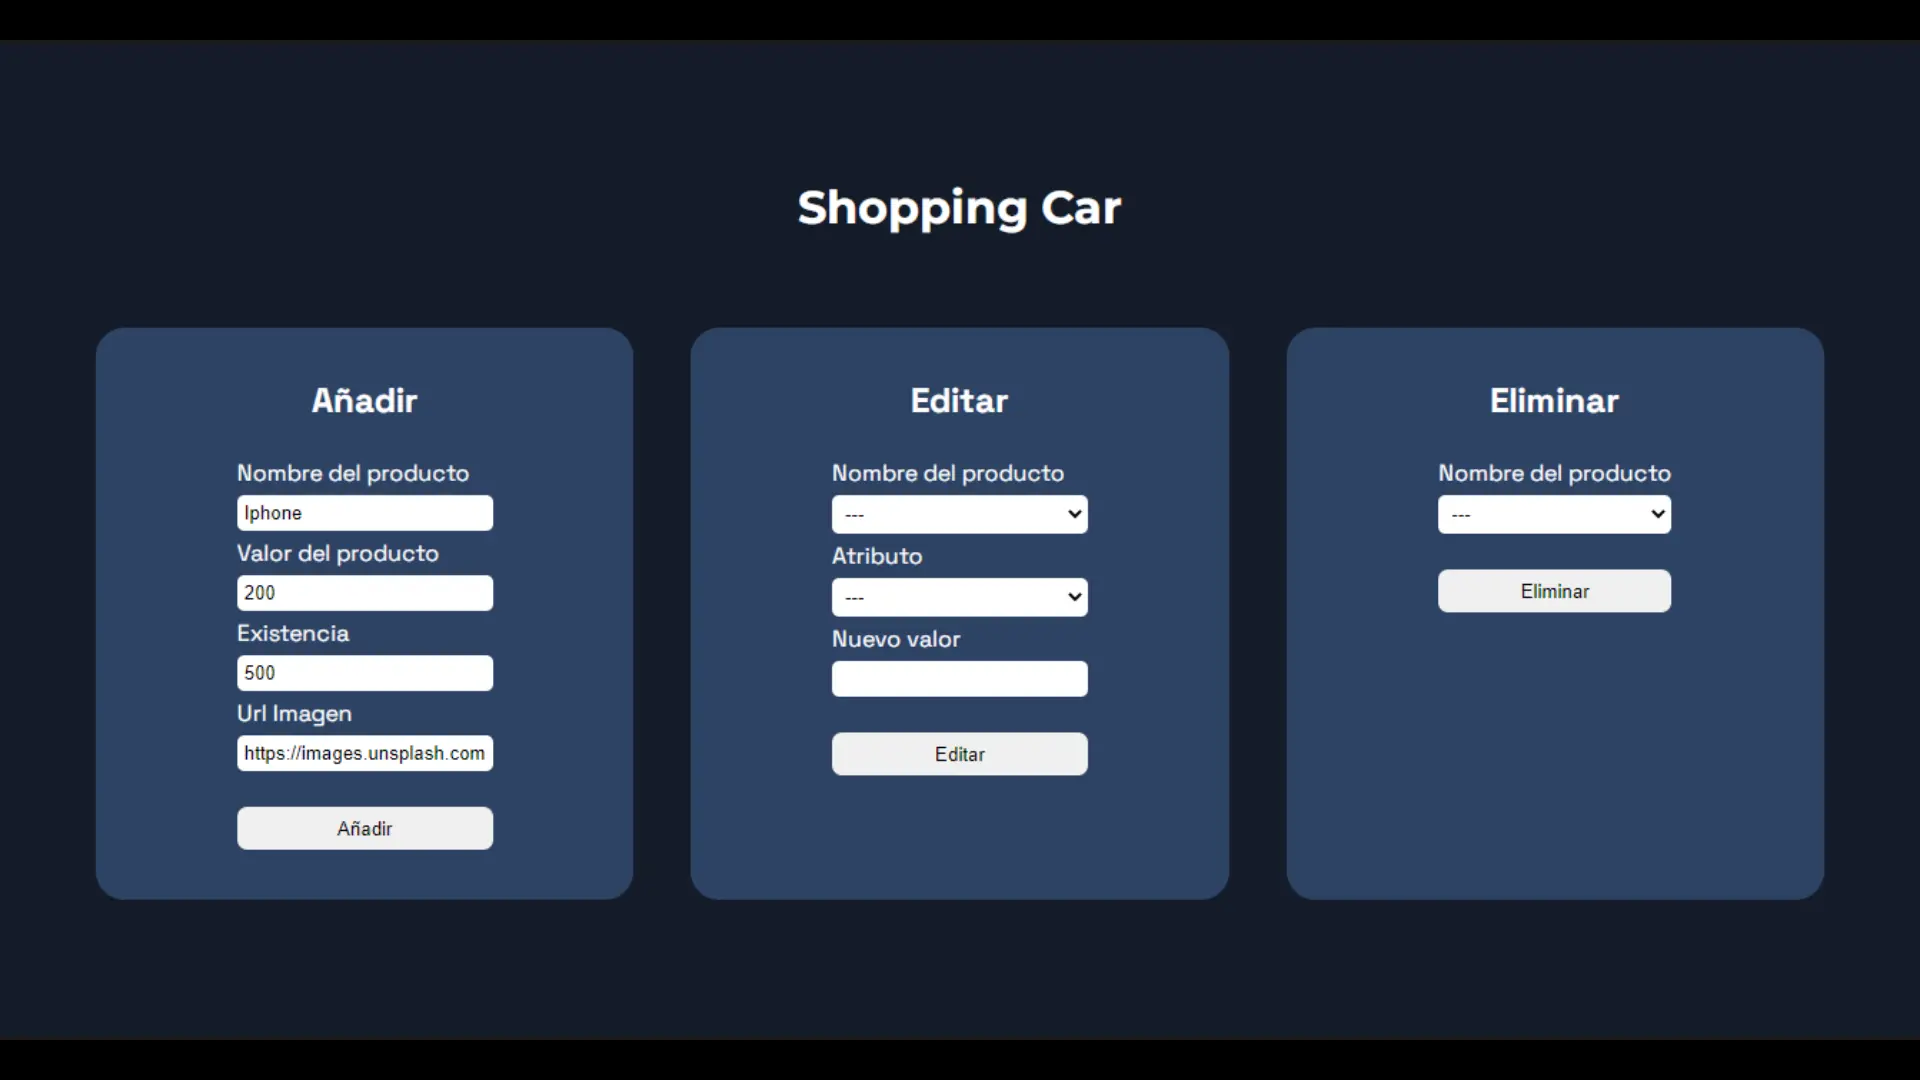 Shopping Car
Añadir
Nombre del producto
Iphone
Valor del producto
200
Existencia
500
Url Imagen
https://images.unsplash.com
Añadir
Editar
Nombre del producto
---
Atributo
---
Nuevo valor
Editar
Eliminar
Nombre del producto
---
Eliminar